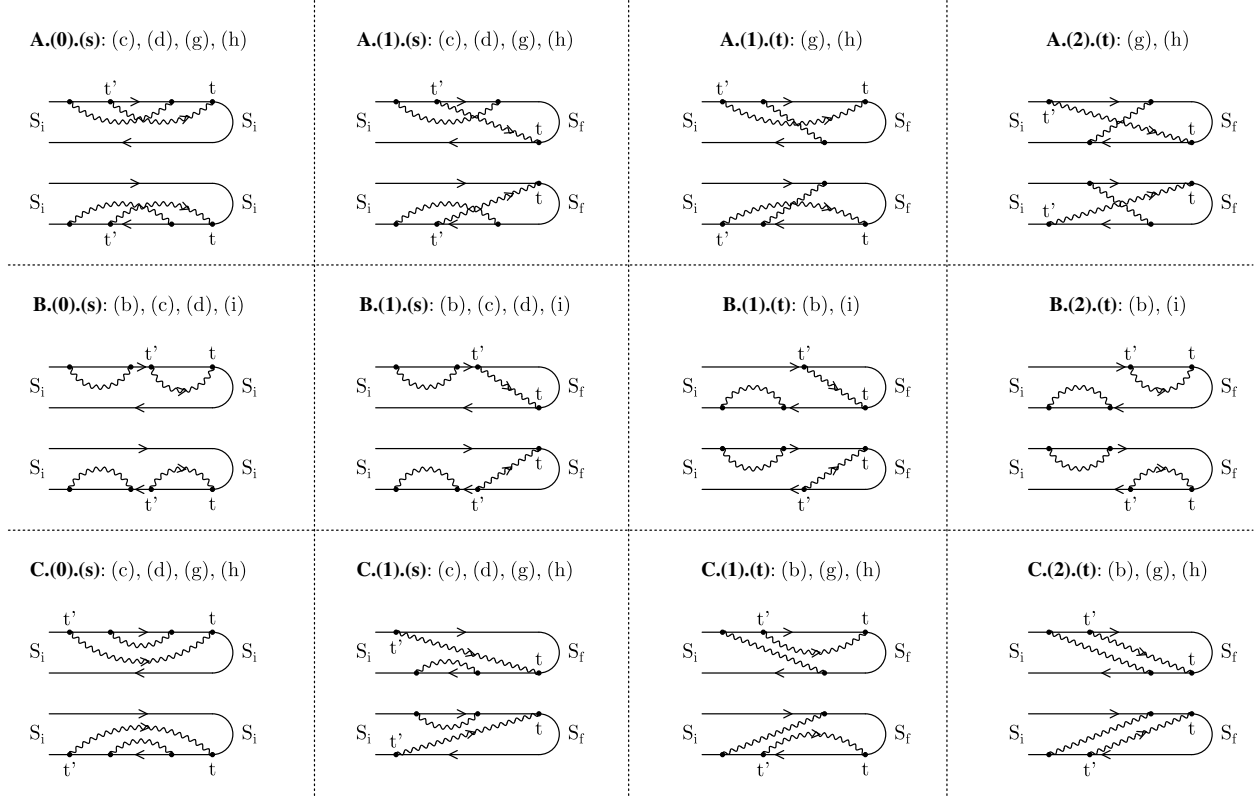 A.(0).(s): (c), (d), (g), (h)
t' t
S_i S_i
S_i S_i
t' t
A.(1).(s): (c), (d), (g), (h)
t'
S_i t S_f
S_i t S_f
t'
A.(1).(t): (g), (h)
t' t
S_i S_f
S_i S_f
t' t
A.(2).(t): (g), (h)
S_i t' t S_f
S_i t' t S_f
B.(0).(s): (b), (c), (d), (i)
t' t
S_i S_i
S_i S_i
t' t
B.(1).(s): (b), (c), (d), (i)
t'
S_i t S_f
S_i t S_f
t'
B.(1).(t): (b), (i)
t'
S_i t S_f
S_i t S_f
t'
B.(2).(t): (b), (i)
t' t
S_i S_f
S_i S_f
t' t
C.(0).(s): (c), (d), (g), (h)
t' t
S_i S_i
S_i S_i
t' t
C.(1).(s): (c), (d), (g), (h)
S_i t' t S_f
S_i t' t S_f
C.(1).(t): (b), (g), (h)
t' t
S_i S_f
S_i S_f
t' t
C.(2).(t): (b), (g), (h)
t'
S_i t S_f
S_i t S_f
t'